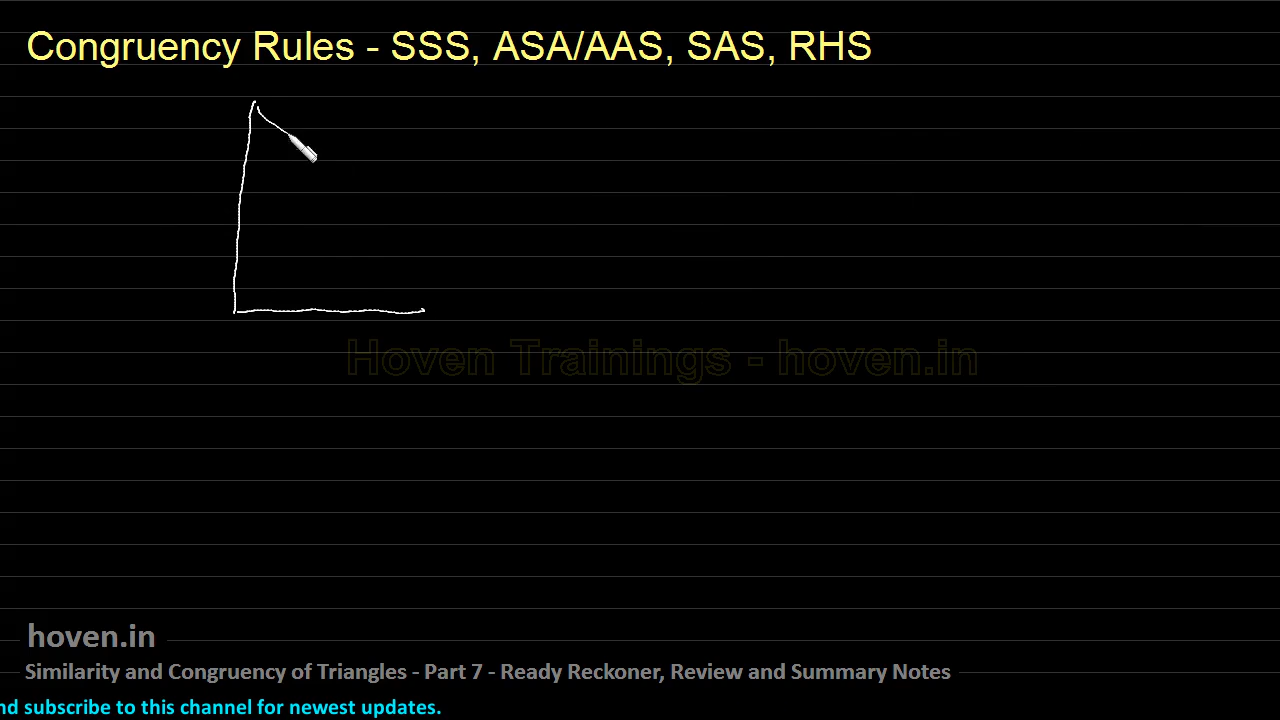 Congruency Rules - SSS, ASA/AAS, SAS, RHS
Hoven Trainings - hoven.in
hoven.in
Similarity and Congruency of Triangles - Part 7 - Ready Reckoner, Review and Summary Notes
nd subscribe to this channel for newest updates.